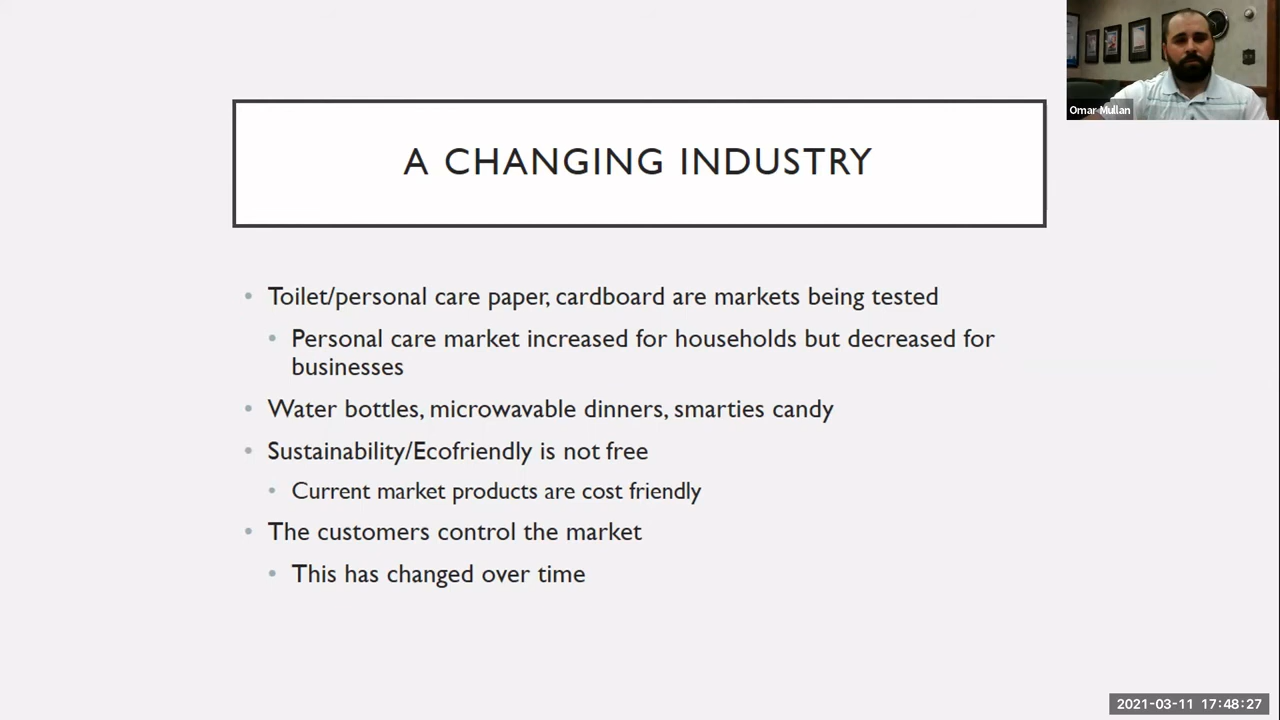 Omar Mullan
A CHANGING INDUSTRY
• Toilet/personal care paper, cardboard are markets being tested
• Personal care market increased for households but decreased for
businesses
• Water bottles, microwavable dinners, smarties candy
• Sustainability/Ecofriendly is not free
• Current market products are cost friendly
• The customers control the market
• This has changed over time
2021-03-11 17:48:27